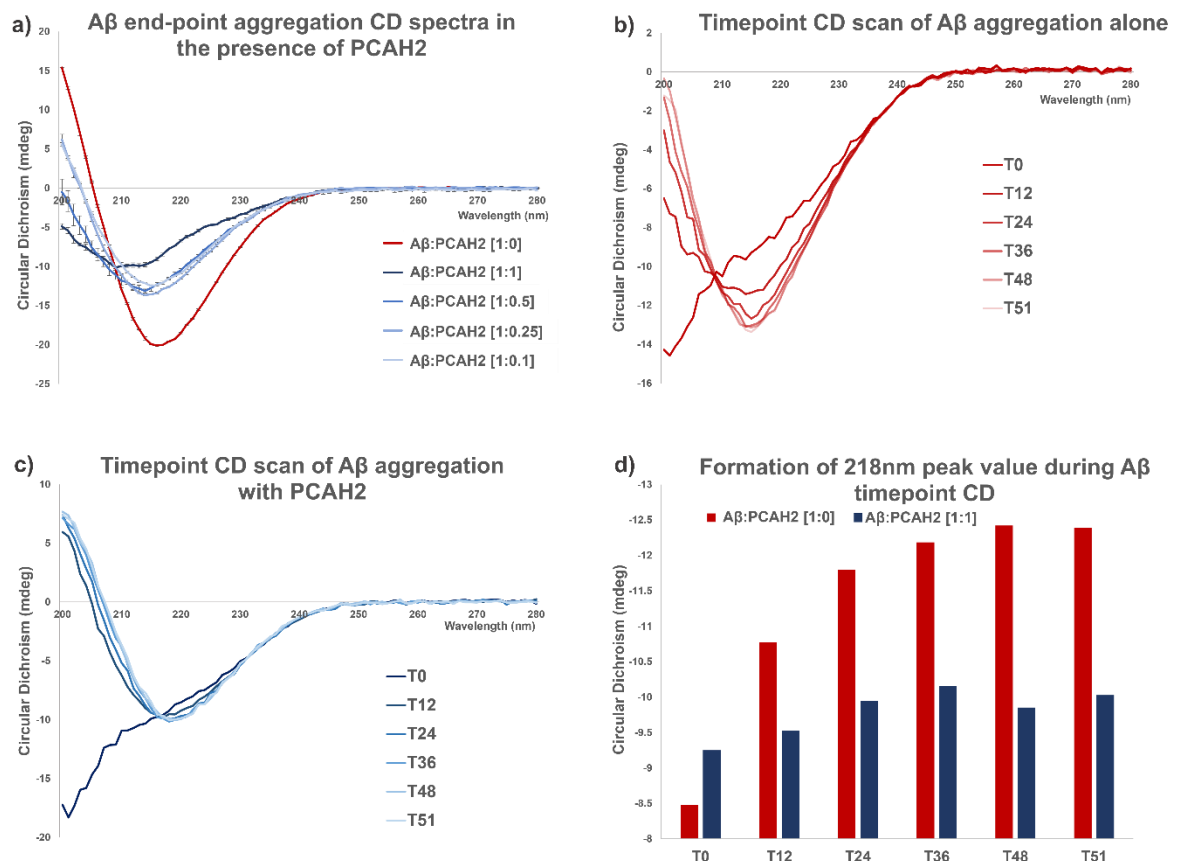 a)
Aβ end-point aggregation CD spectra in
the presence of PCAH2
Circular Dichroism (mdeg)
20
15
10
5
0
-5
-10
-15
-20
-25
200
210
220
230
240
250
260
270
280
Wavelength (nm)
Aβ:PCAH2 [1:0]
Aβ:PCAH2 [1:1]
Aβ:PCAH2 [1:0.5]
Aβ:PCAH2 [1:0.25]
Aβ:PCAH2 [1:0.1]
b)
Timepoint CD scan of Aβ aggregation alone
Circular Dichroism (mdeg)
2
0
-2
-4
-6
-8
-10
-12
-14
-16
200
210
220
230
240
250
260
270
280
Wavelength (nm)
T0
T12
T24
T36
T48
T51
c)
Timepoint CD scan of Aβ aggregation
with PCAH2
Circular Dichroism (mdeg)
10
5
0
-5
-10
-15
-20
200
210
220
230
240
250
260
270
280
Wavelength (nm)
T0
T12
T24
T36
T48
T51
d)
Formation of 218nm peak value during Aβ
timepoint CD
Aβ:PCAH2 [1:0]
Aβ:PCAH2 [1:1]
Circular Dichroism (mdeg)
-13
-12.5
-12
-11.5
-11
-10.5
-10
-9.5
-9
-8.5
-8
T0
T12
T24
T36
T48
T51